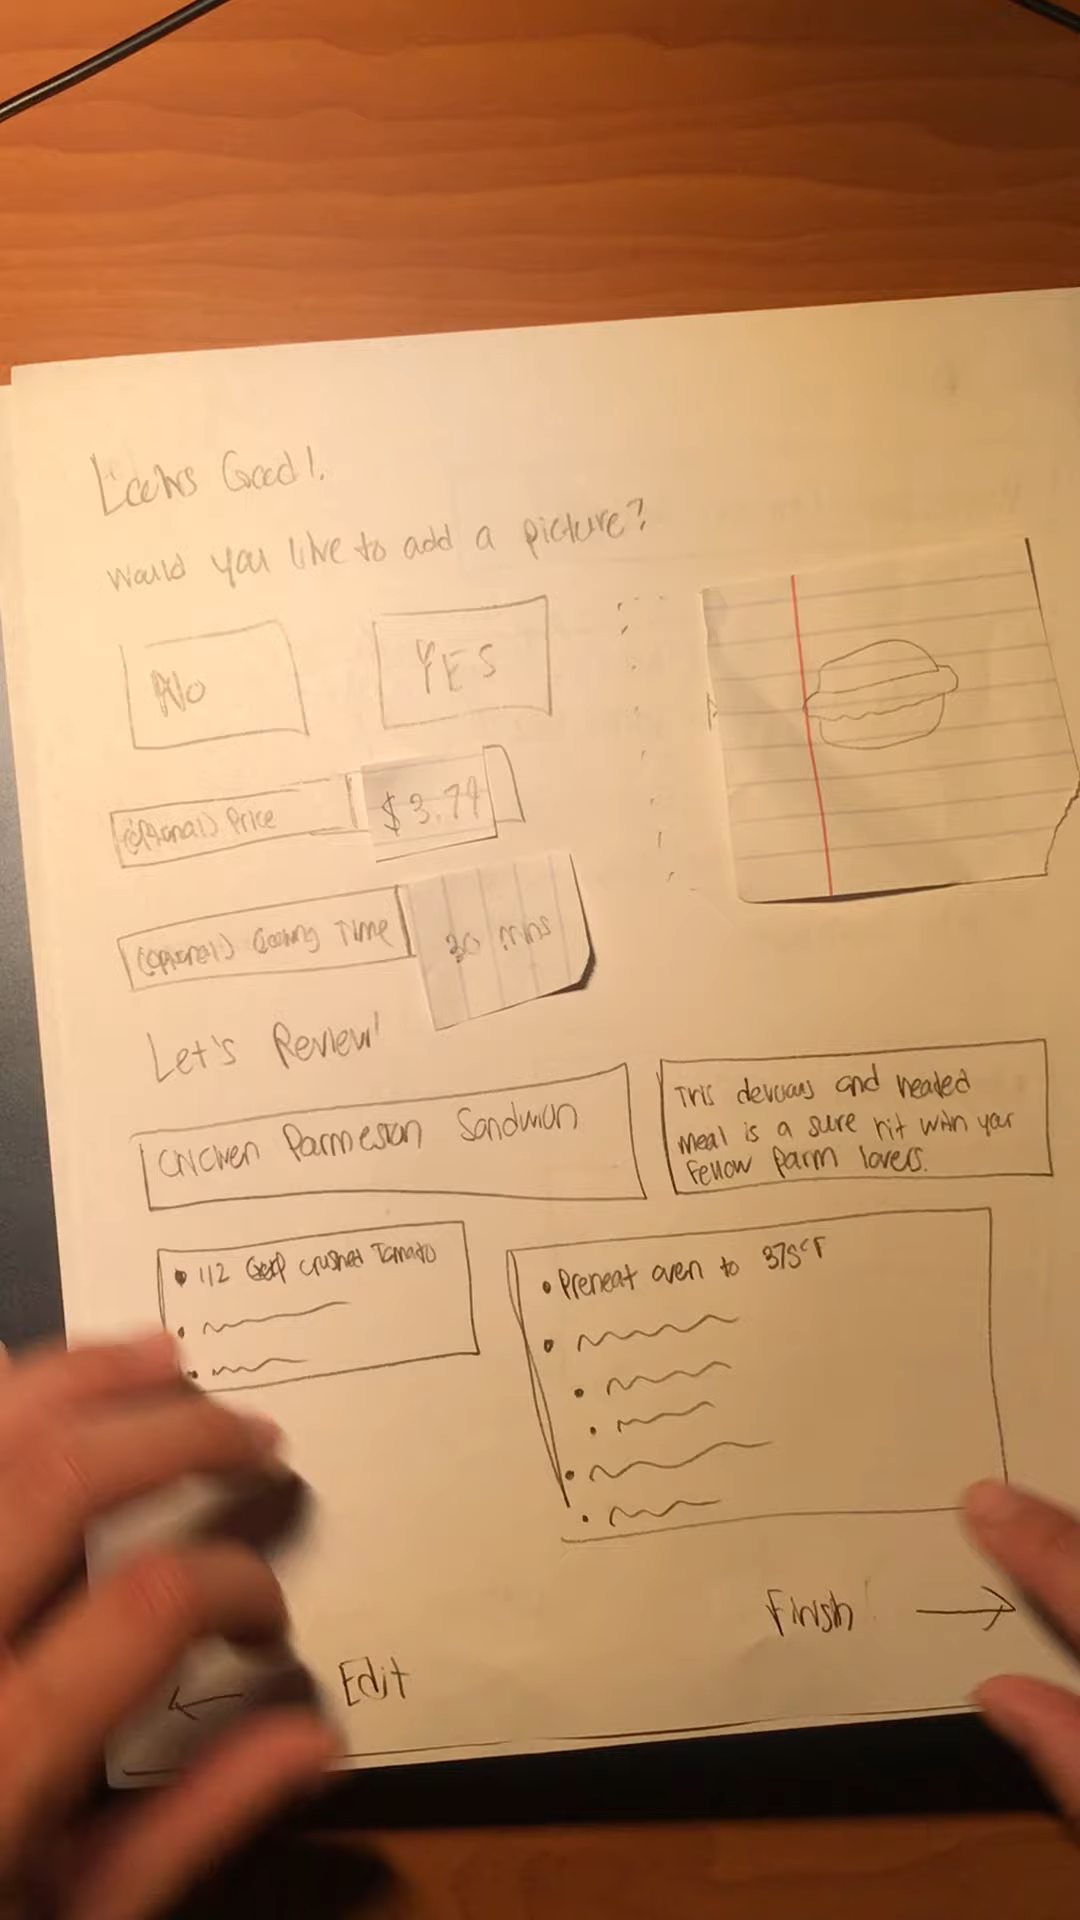 Looks Good!
Would you like to add a picture?
No
YES
(Optional) Price
$3.79
(Optional) Cooking Time
30 mins
Let's Review!
Chicken Parmesan Sandwich
This devious and heated
meal is a sure hit with your
fellow parm lovers.
• 1/2 cup crushed Tomato
• Preheat oven to 375°F
Finish
Edit